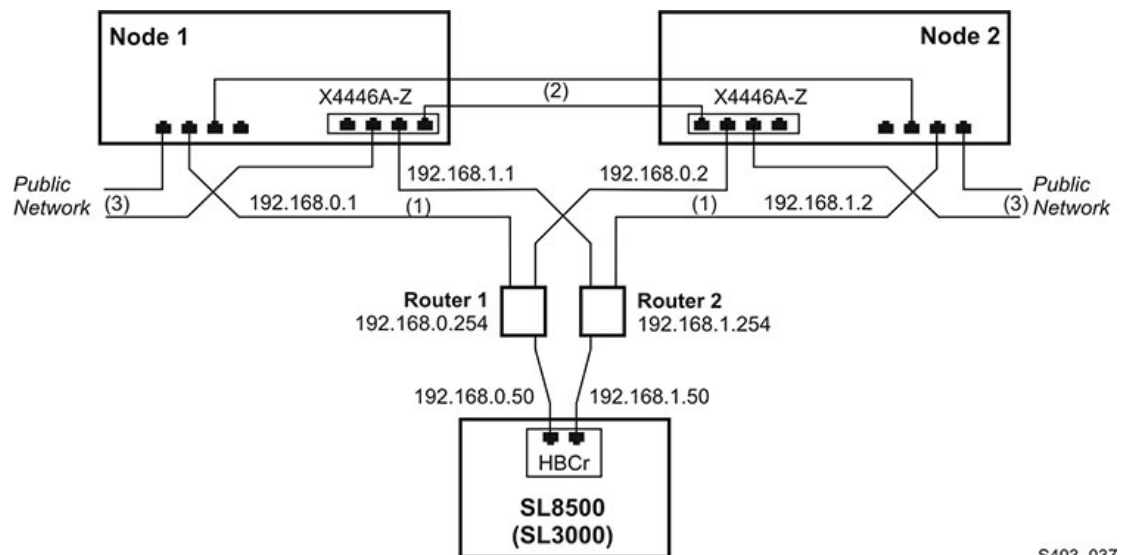 Node 1
Node 2
X4446A-Z
(2)
X4446A-Z
Public
Network
(3)
192.168.0.1
(1)
192.168.1.1
192.168.0.2
(1)
192.168.1.2
(3)
Public
Network
Router 1
192.168.0.254
Router 2
192.168.1.254
192.168.0.50
192.168.1.50
HBCr
SL8500
(SL3000)
S403_037